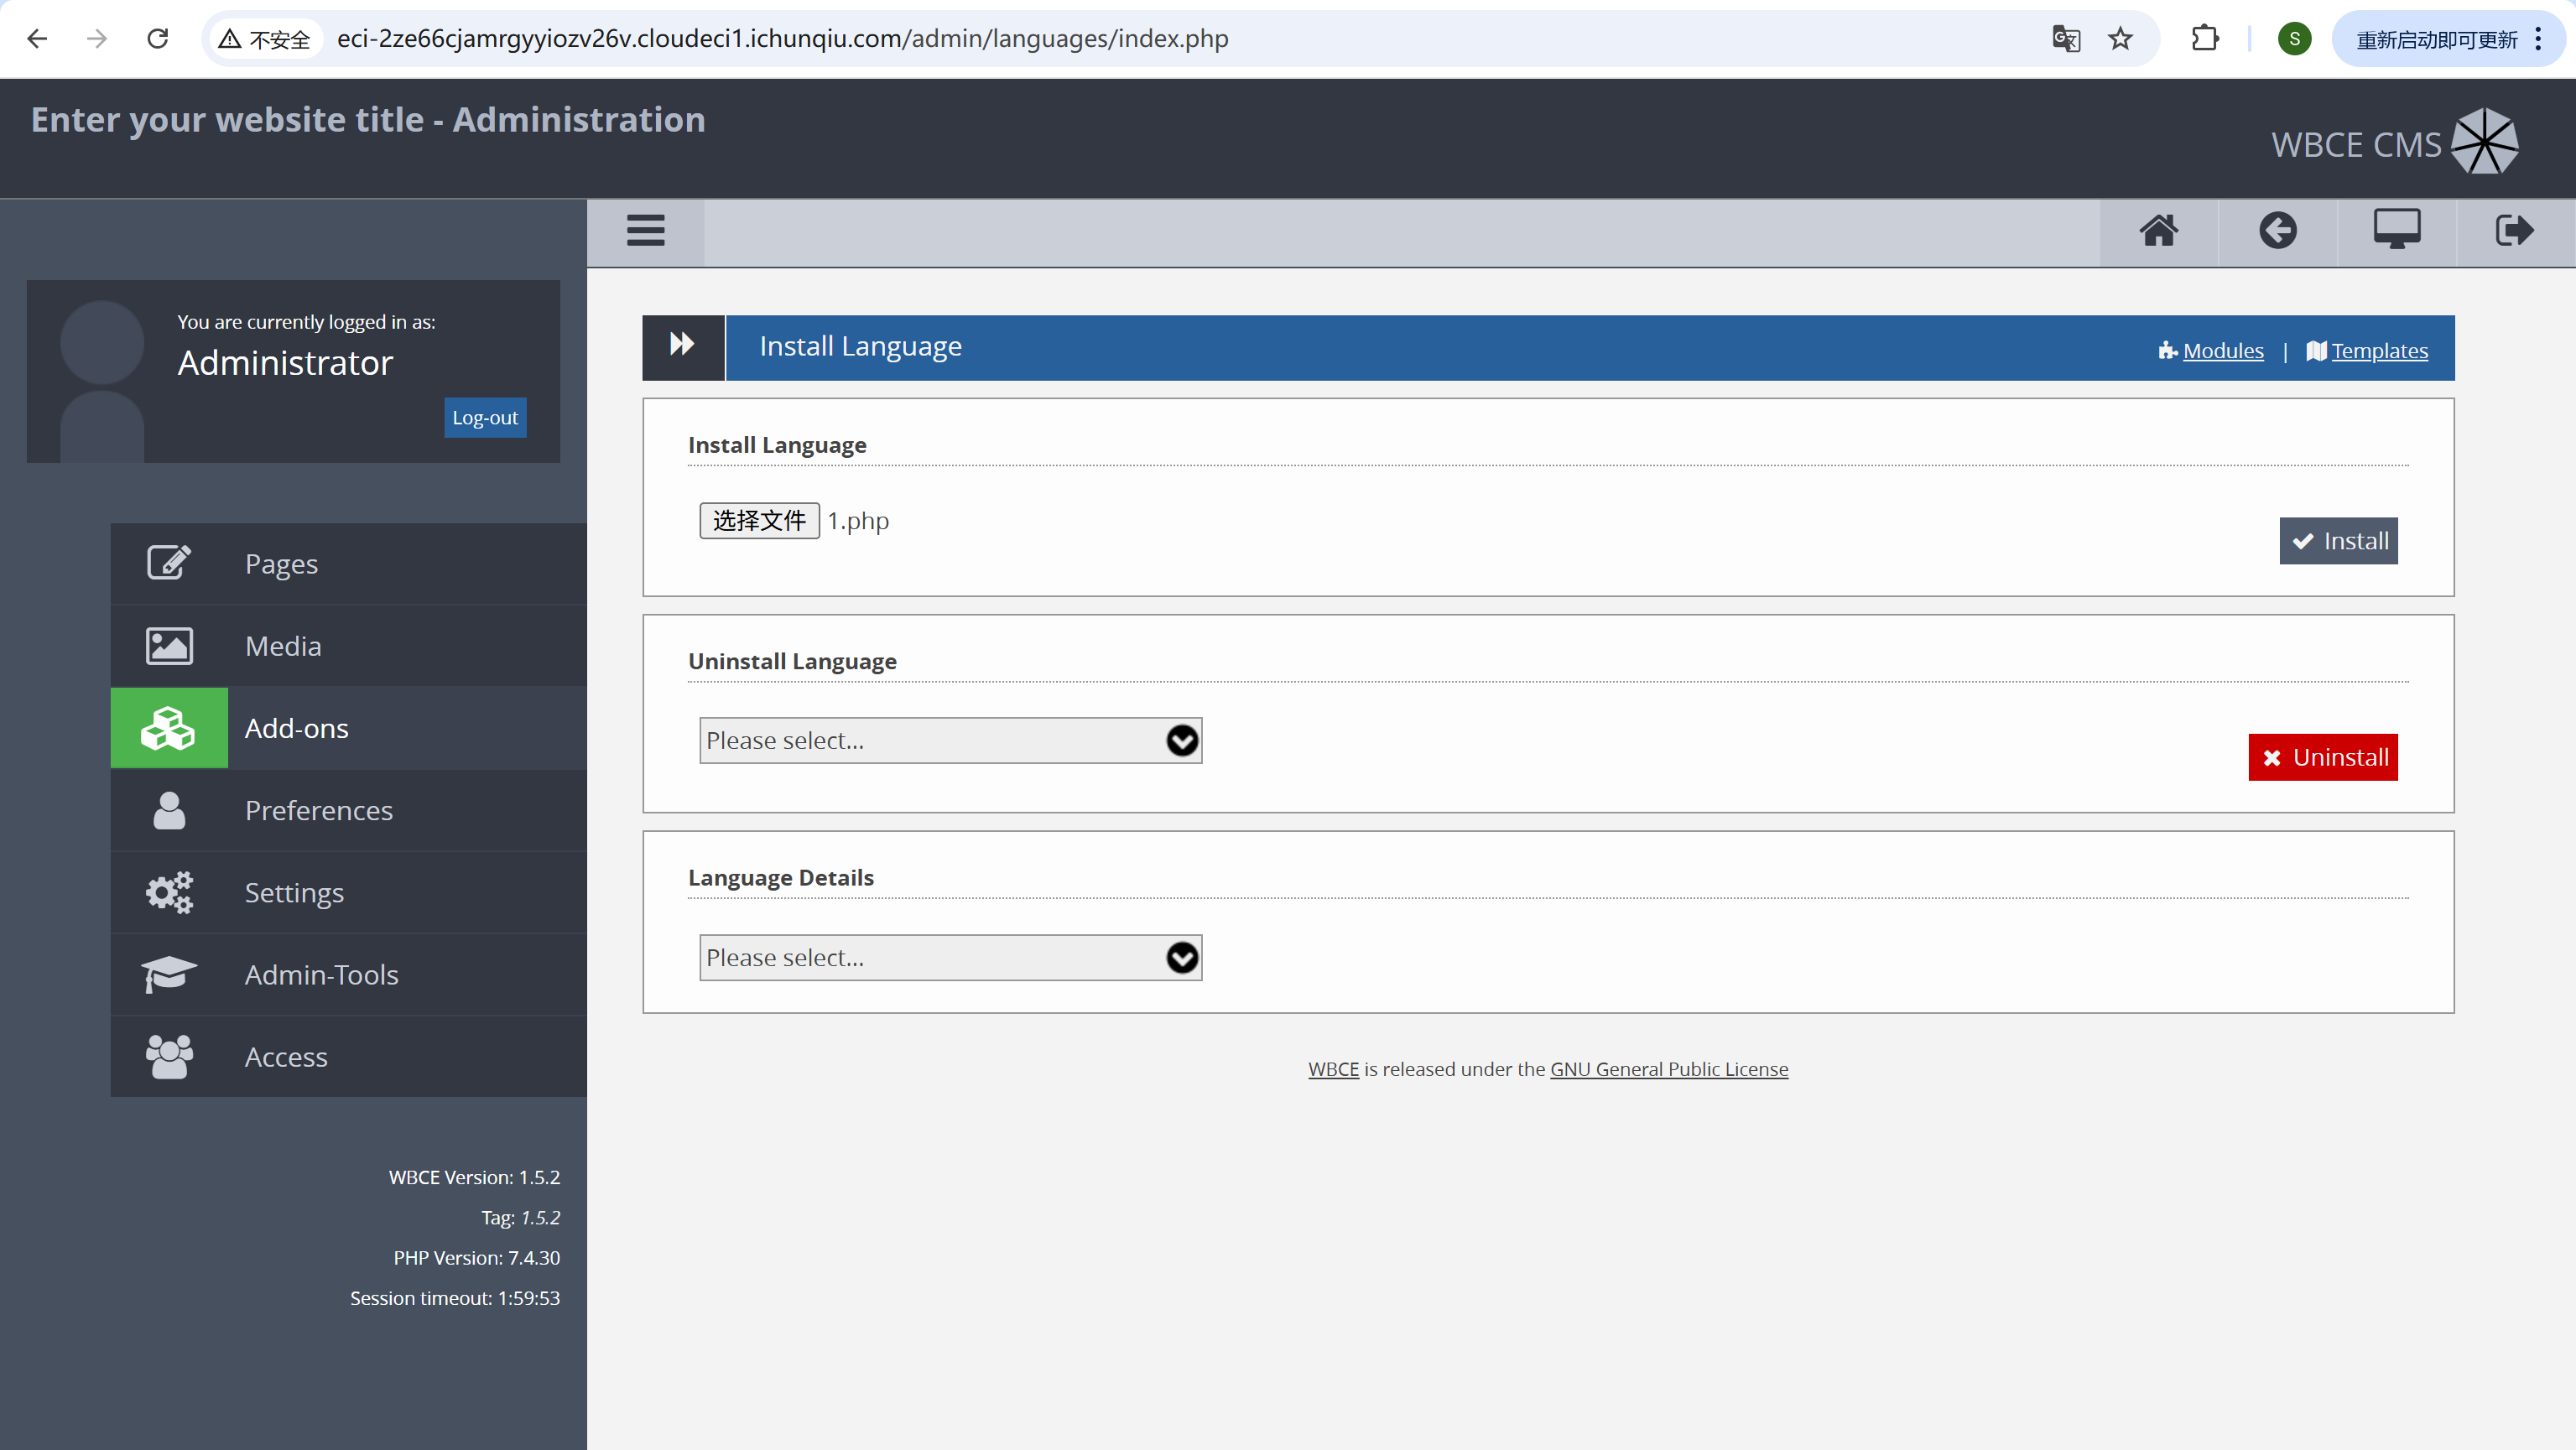 不安全
eci-2ze66cjamrgyyiozv26v.cloudeci1.ichunqiu.com/admin/languages/index.php
S
重新启动即可更新
Enter your website title - Administration
WBCE CMS
You are currently logged in as:
Administrator
Log-out
Pages
Media
Add-ons
Preferences
Settings
Admin-Tools
Access
WBCE Version: 1.5.2
Tag: 1.5.2
PHP Version: 7.4.30
Session timeout: 1:59:53
Install Language
Modules | Templates
Install Language
选择文件 1.php
Install
Uninstall Language
Please select...
Uninstall
Language Details
Please select...
WBCE is released under the GNU General Public License